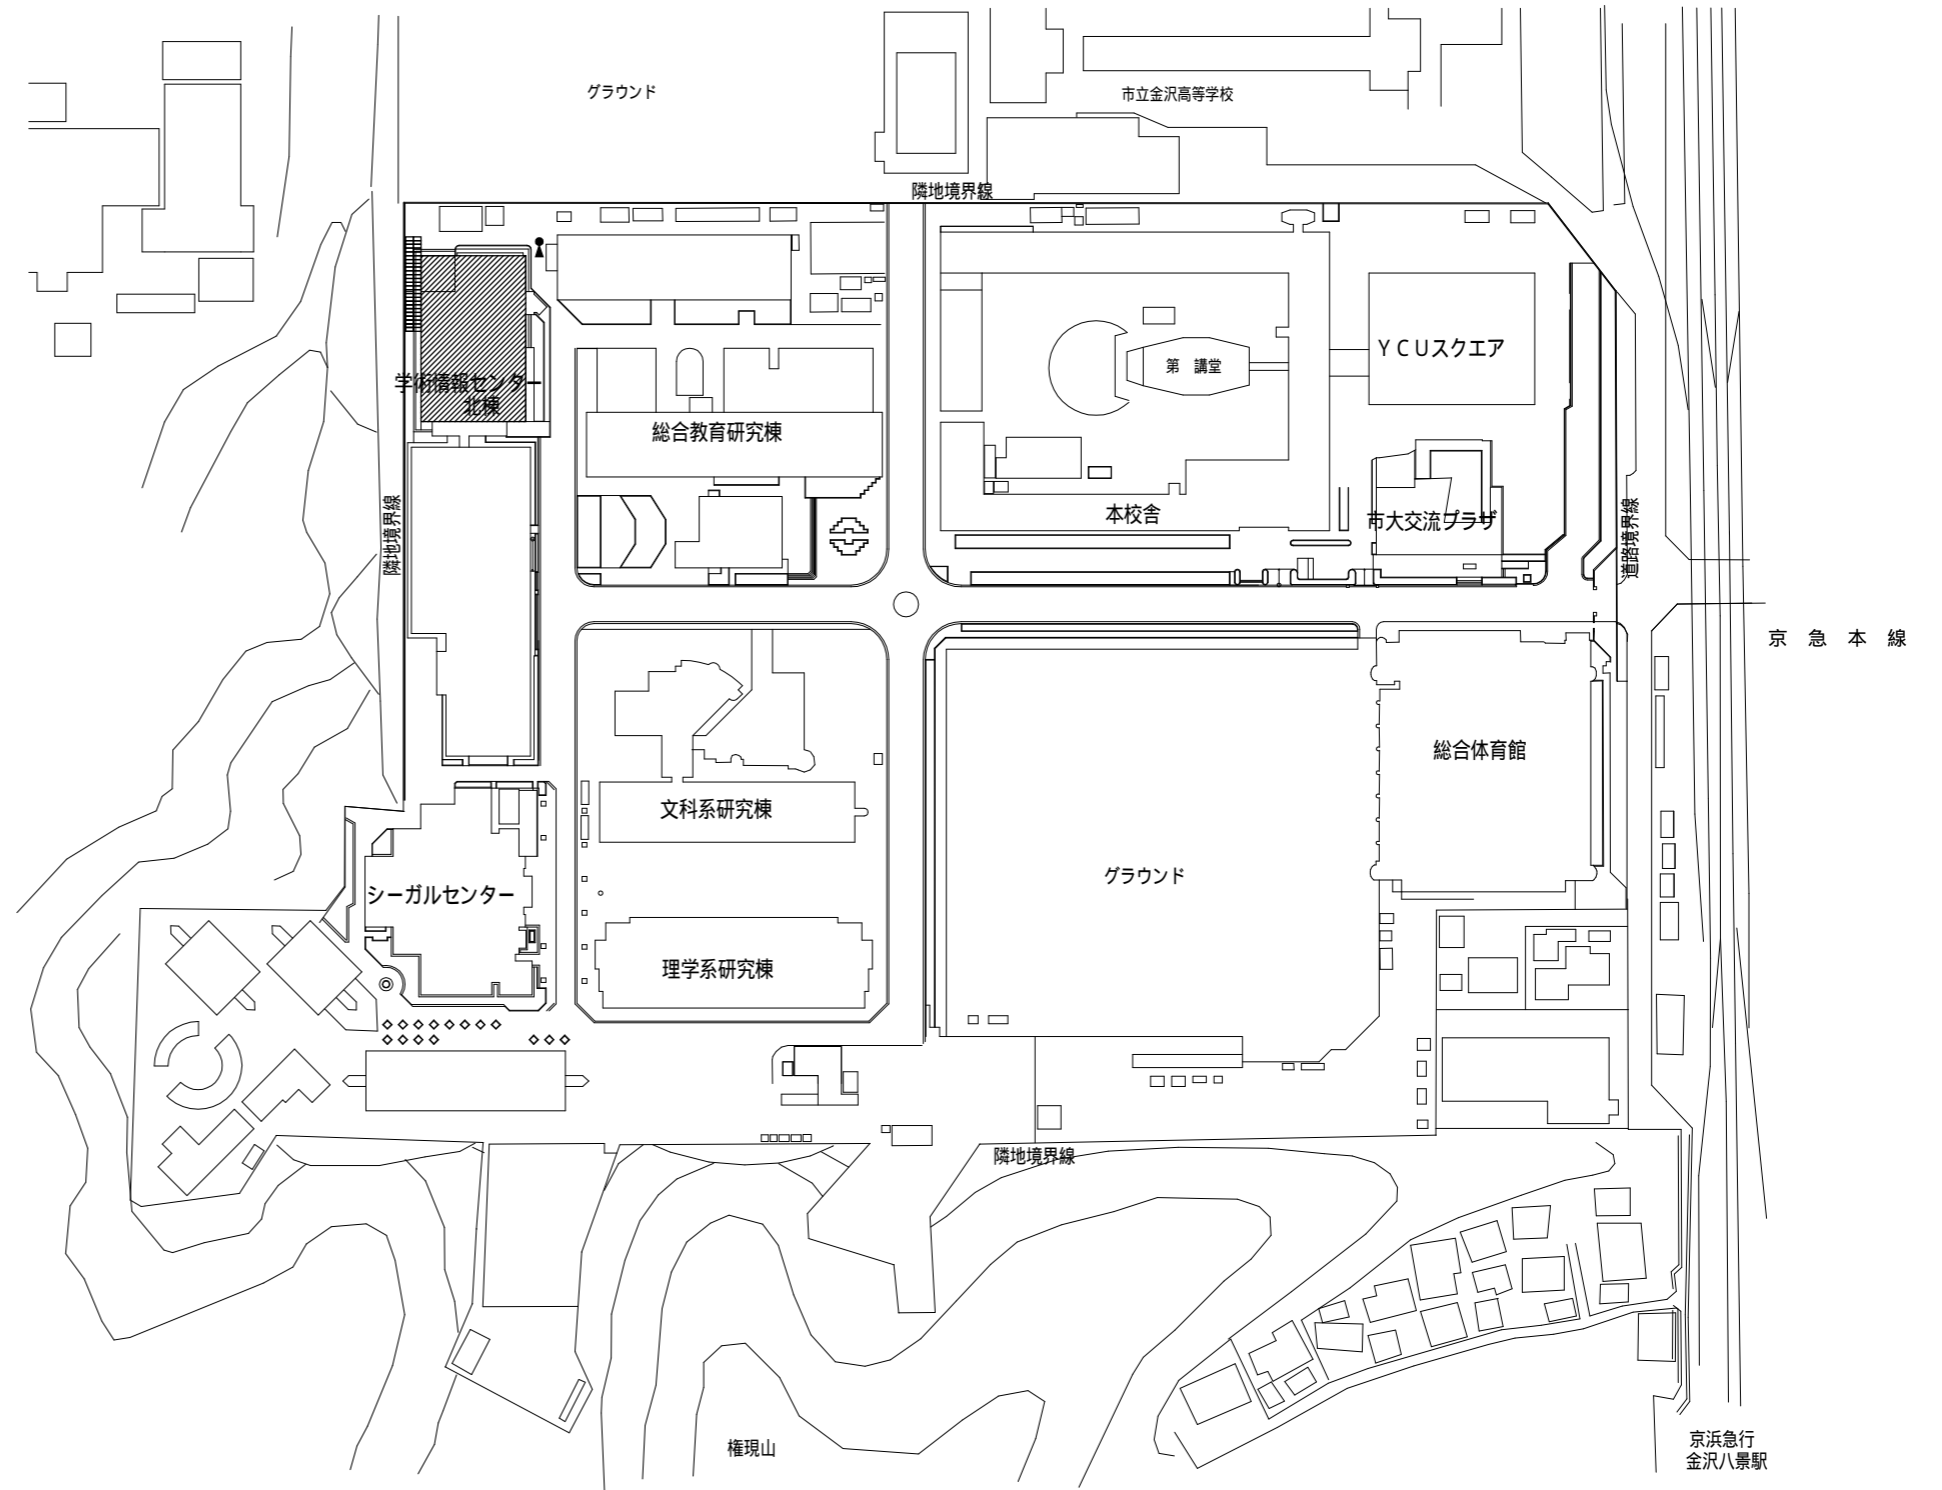 グラウンド
市立金沢高等学校
隣地境界線
ＹＣＵスクエア
第　講堂
学術情報センター
北棟
総合教育研究棟
本校舎
市大交流プラザ
隣地境界線
道路境界線
京 急 本 線
総合体育館
文科系研究棟
グラウンド
シーガルセンター
理学系研究棟
隣地境界線
権現山
京浜急行
金沢八景駅